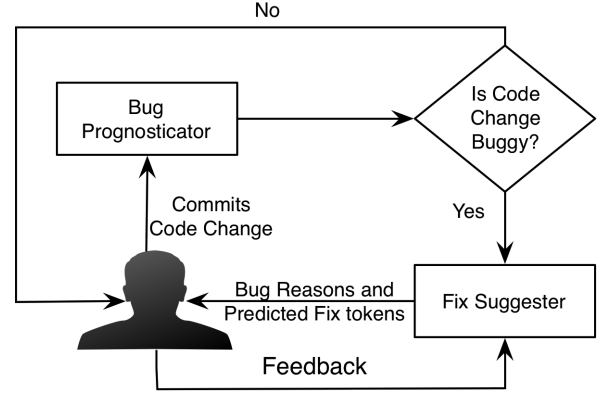 No
Bug
Prognosticator
Is Code
Change
Buggy?
Commits
Code Change
Yes
Bug Reasons and
Predicted Fix tokens
Fix Suggester
Feedback